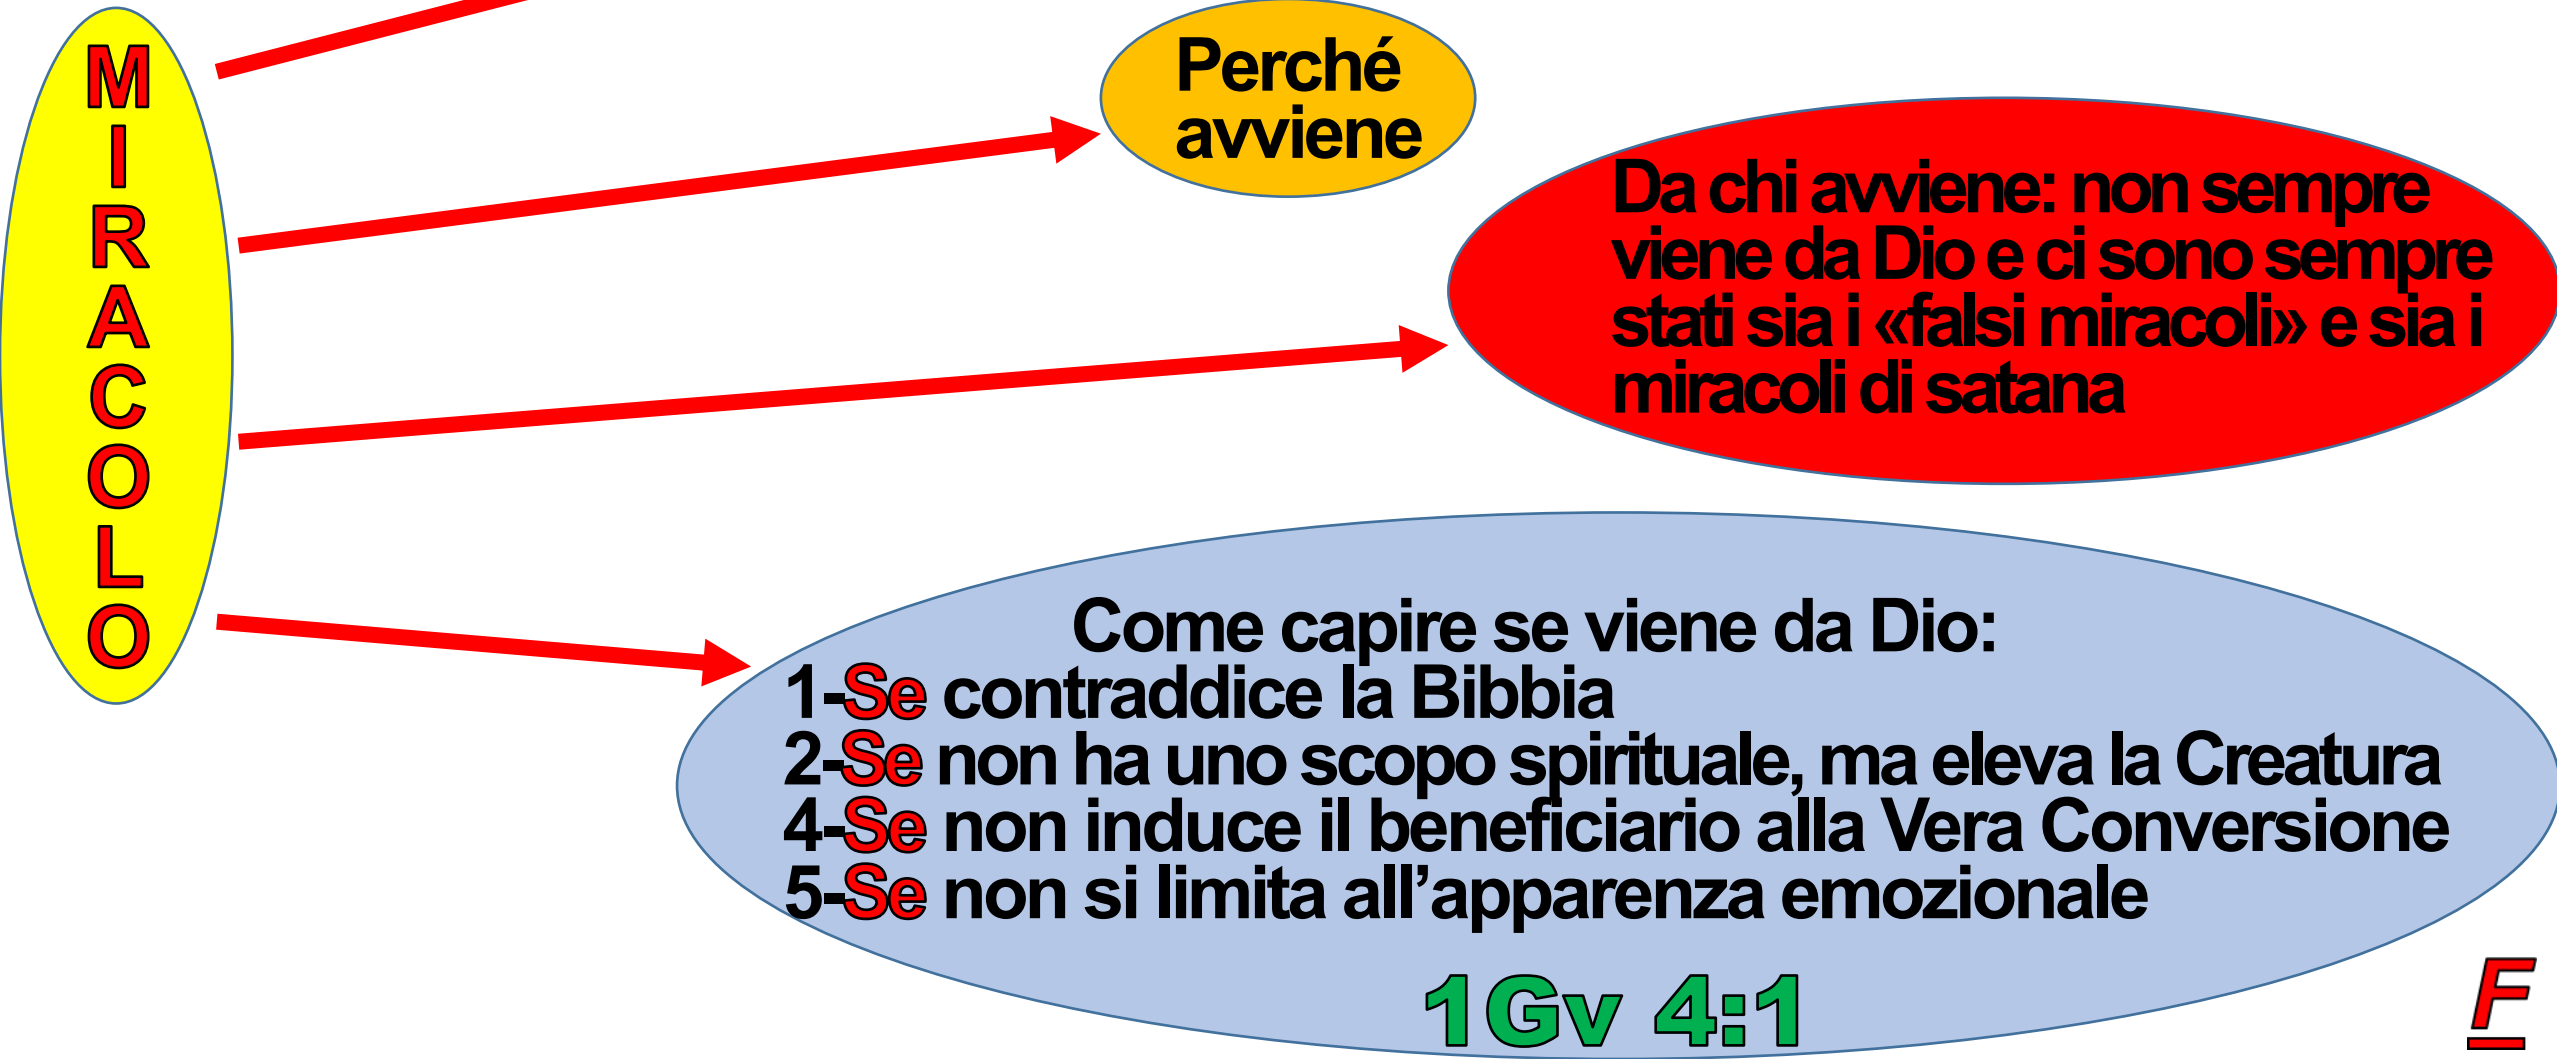 MIRACOLO
Perché
avviene
Da chi avviene: non sempre
viene da Dio e ci sono sempre
stati sia i «falsi miracoli» e sia i
miracoli di satana
Come capire se viene da Dio:
1-Se contraddice la Bibbia
2-Se non ha uno scopo spirituale, ma eleva la Creatura
4-Se non induce il beneficiario alla Vera Conversione
5-Se non si limita all’apparenza emozionale
1Gv 4:1
F